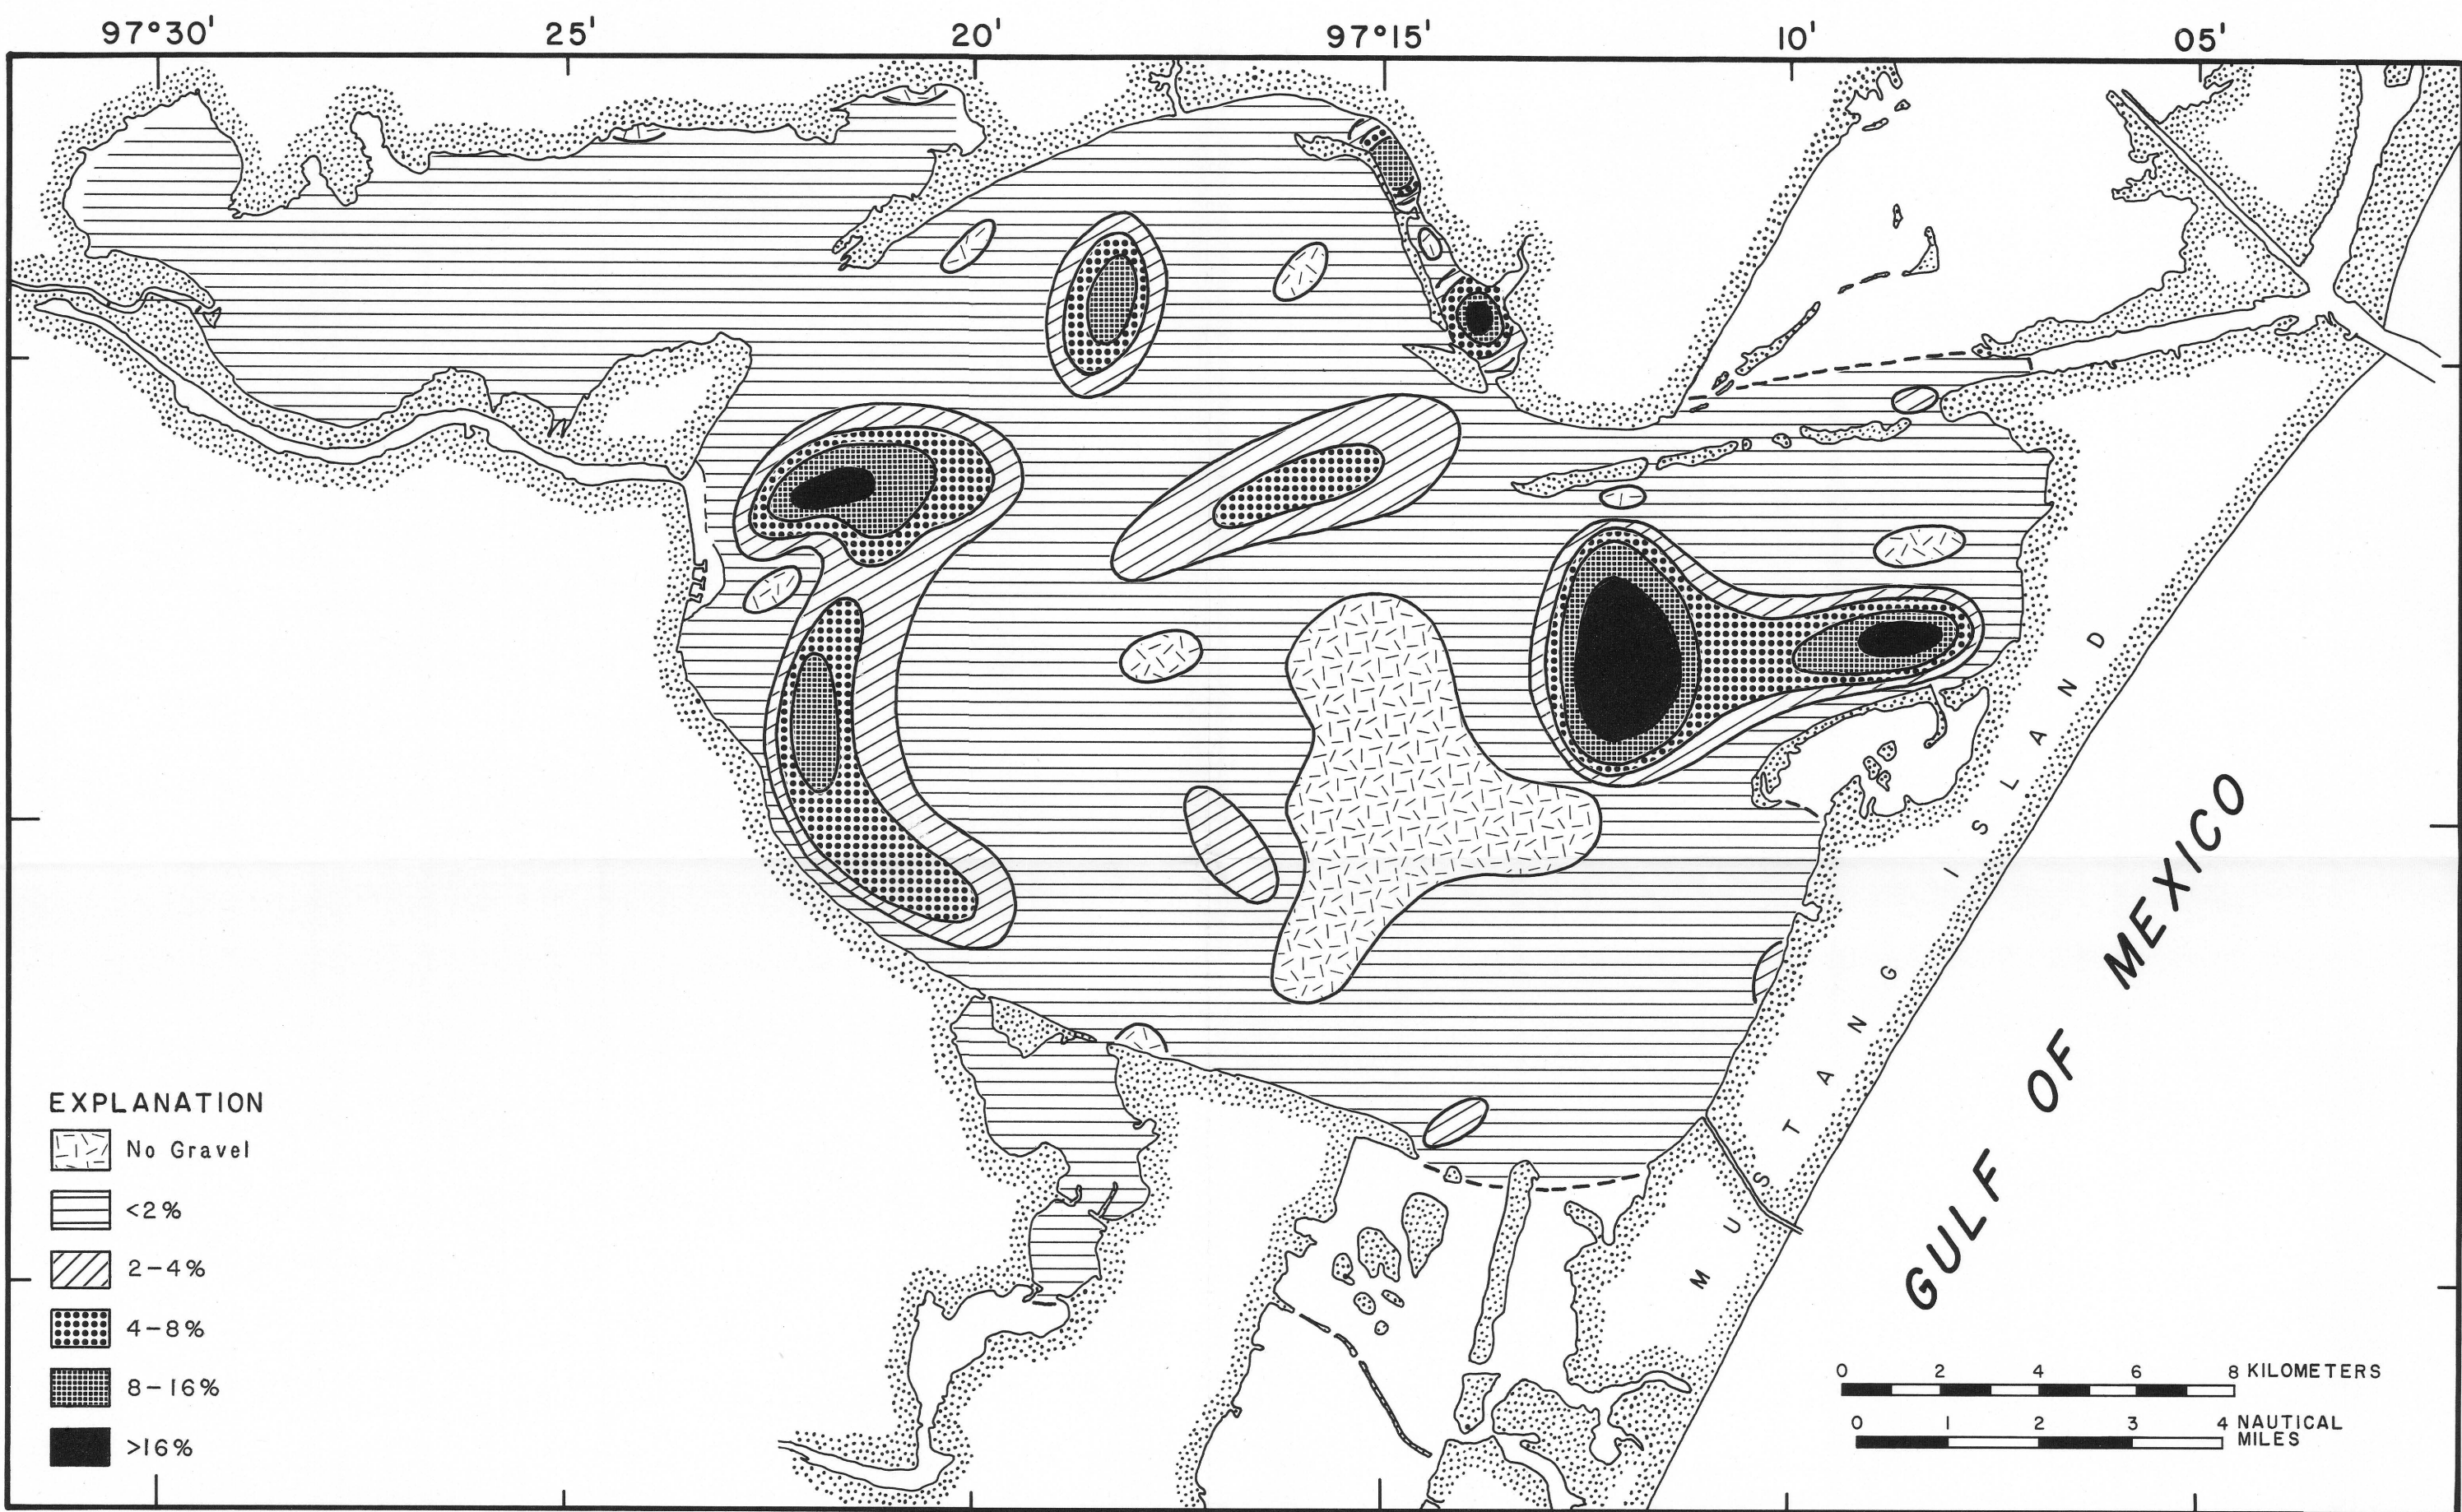 97°30' 25' 20' 97°15' 10' 05'
MUSTANG ISLAND
GULF OF MEXICO
EXPLANATION
No Gravel
<2%
2-4%
4-8%
8-16%
>16%
0 2 4 6 8 KILOMETERS
0 1 2 3 4 NAUTICAL
MILES